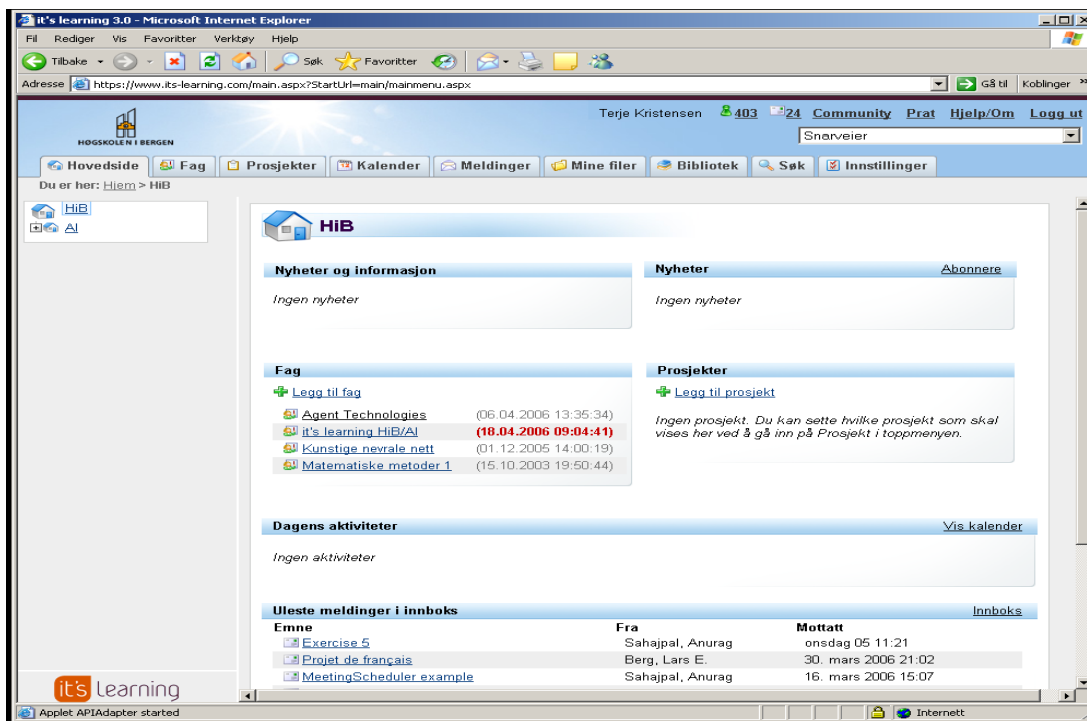 it's learning 3.0 - Microsoft Internet Explorer
Fil Rediger Vis Favoritter Verktøy Hjelp
Tilbake Søk Favoritter
Adresse https://www.its-learning.com/main.aspx?StartUrl=main/mainmenu.aspx Gå til Koblinger »
Terje Kristensen 403 24 Community Prat Hjelp/Om Logg ut
HØGSKOLEN I BERGEN
Snarveier
Hovedside Fag Prosjekter Kalender Meldinger Mine filer Bibliotek Søk Innstillinger
Du er her: Hjem > HiB
HiB
AI
HiB
Nyheter og informasjon
Ingen nyheter
Nyheter Abonnere
Ingen nyheter
Fag
Legg til fag
Agent Technologies (06.04.2006 13:35:34)
it's learning HiB/AI (18.04.2006 09:04:41)
Kunstige nevrale nett (01.12.2005 14:00:19)
Matematiske metoder 1 (15.10.2003 19:50:44)
Prosjekter
Legg til prosjekt
Ingen prosjekt. Du kan sette hvilke prosjekt som skal
vises her ved å gå inn på Prosjekt i toppmenyen.
Dagens aktiviteter Vis kalender
Ingen aktiviteter
Uleste meldinger i innboks Innboks
Emne Fra Mottatt
Exercise 5 Sahajpal, Anurag onsdag 05 11:21
Projet de français Berg, Lars E. 30. mars 2006 21:02
MeetingScheduler example Sahajpal, Anurag 16. mars 2006 15:07
it's learning
Applet APIAdapter started Internett